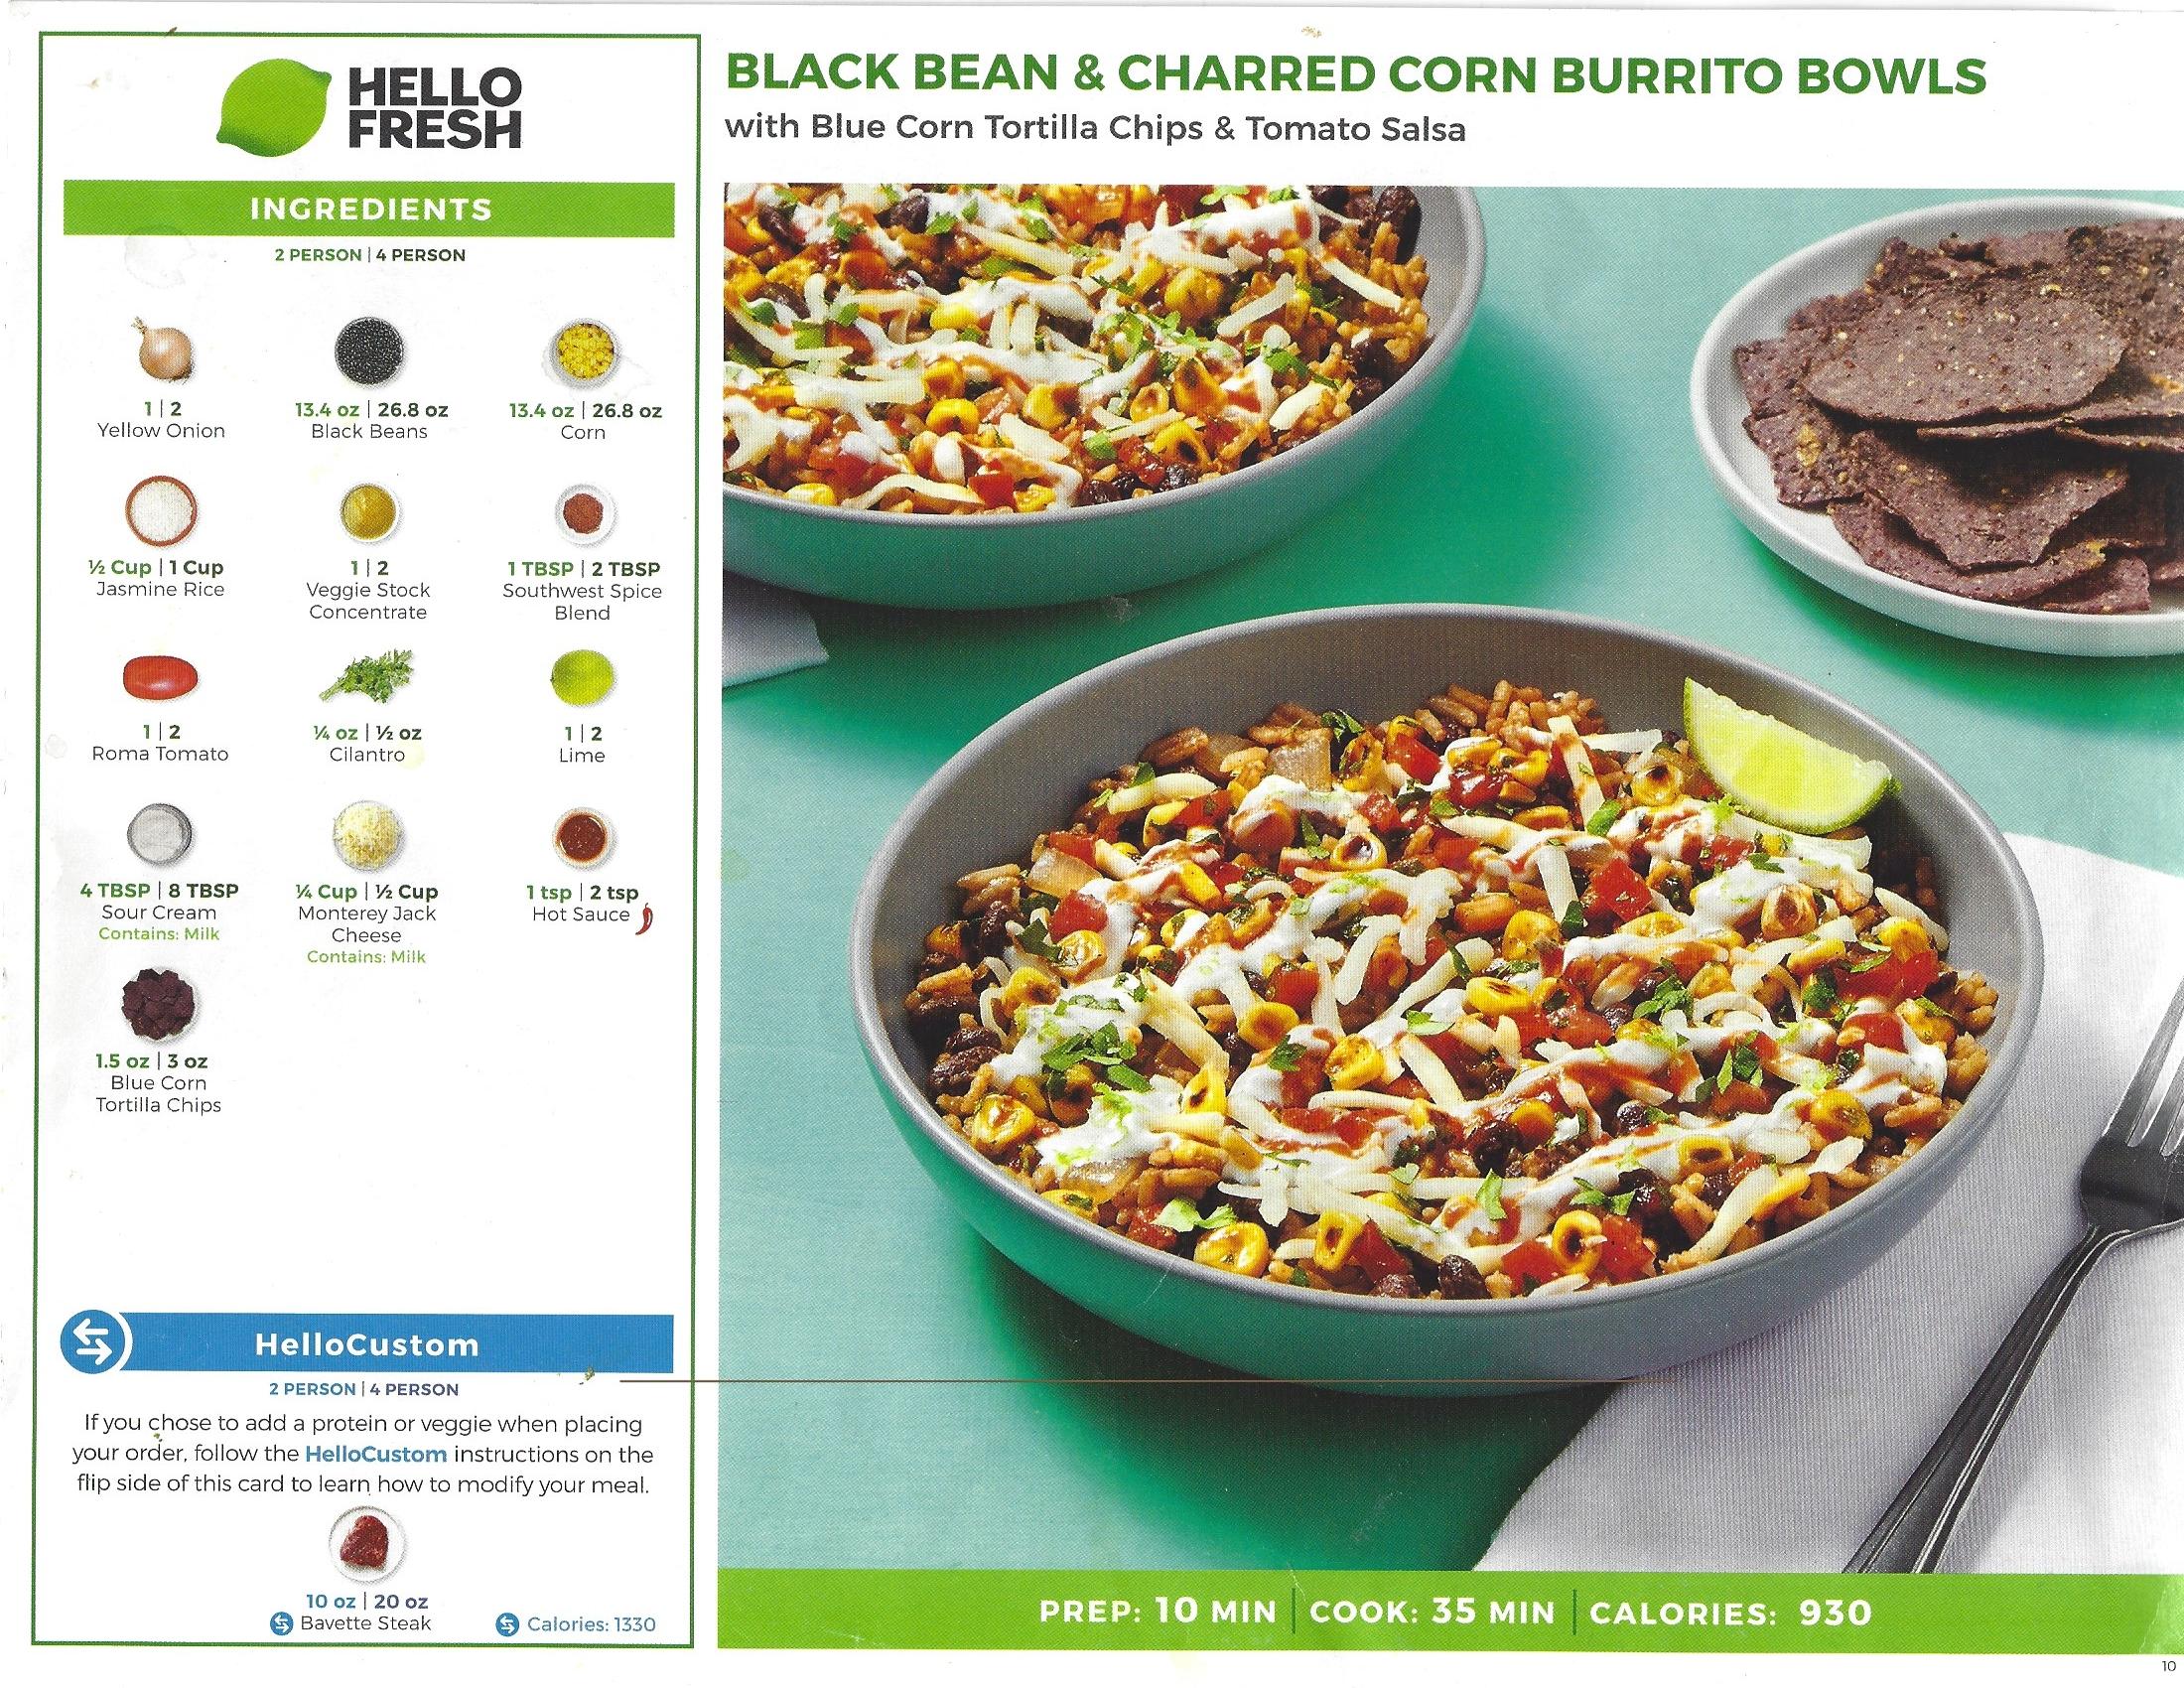 HELLO
FRESH
INGREDIENTS
2 PERSON | 4 PERSON
1 | 2
Yellow Onion
13.4 oz | 26.8 oz
Black Beans
13.4 oz | 26.8 oz
Corn
½ Cup | 1 Cup
Jasmine Rice
1 | 2
Veggie Stock
Concentrate
1 TBSP | 2 TBSP
Southwest Spice
Blend
1 | 2
Roma Tomato
¼ oz | ½ oz
Cilantro
1 | 2
Lime
4 TBSP | 8 TBSP
Sour Cream
Contains: Milk
¼ Cup | ½ Cup
Monterey Jack
Cheese
Contains: Milk
1 tsp | 2 tsp
Hot Sauce
1.5 oz | 3 oz
Blue Corn
Tortilla Chips
HelloCustom
2 PERSON | 4 PERSON
If you chose to add a protein or veggie when placing
your order, follow the HelloCustom instructions on the
flip side of this card to learn how to modify your meal.
10 oz | 20 oz
Bavette Steak
Calories: 1330
BLACK BEAN & CHARRED CORN BURRITO BOWLS
with Blue Corn Tortilla Chips & Tomato Salsa
PREP: 10 MIN | COOK: 35 MIN | CALORIES: 930
10